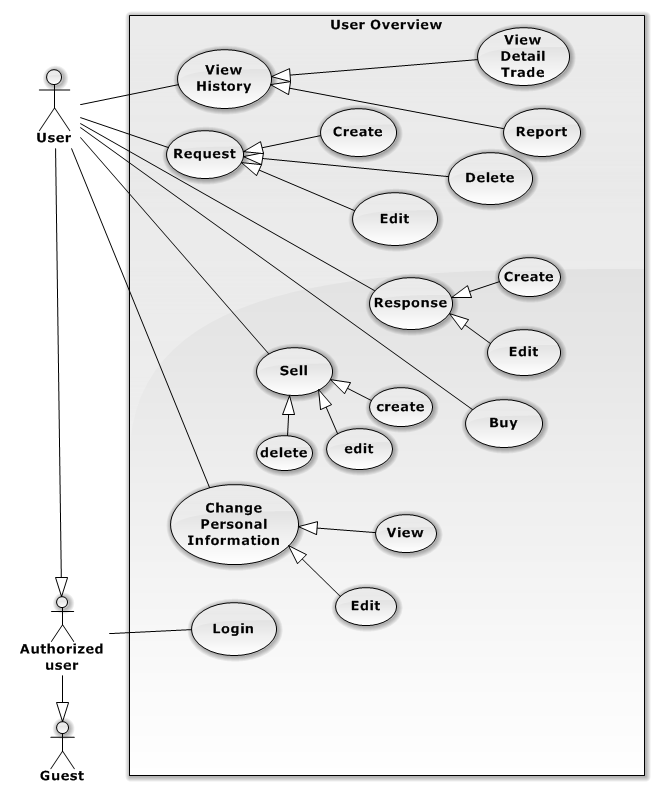 User Overview
View
History
View
Detail
Trade
Report
User
Request
Create
Delete
Edit
Response
Create
Edit
Sell
create
edit
delete
Buy
Change
Personal
Information
View
Edit
Login
Authorized
user
Guest